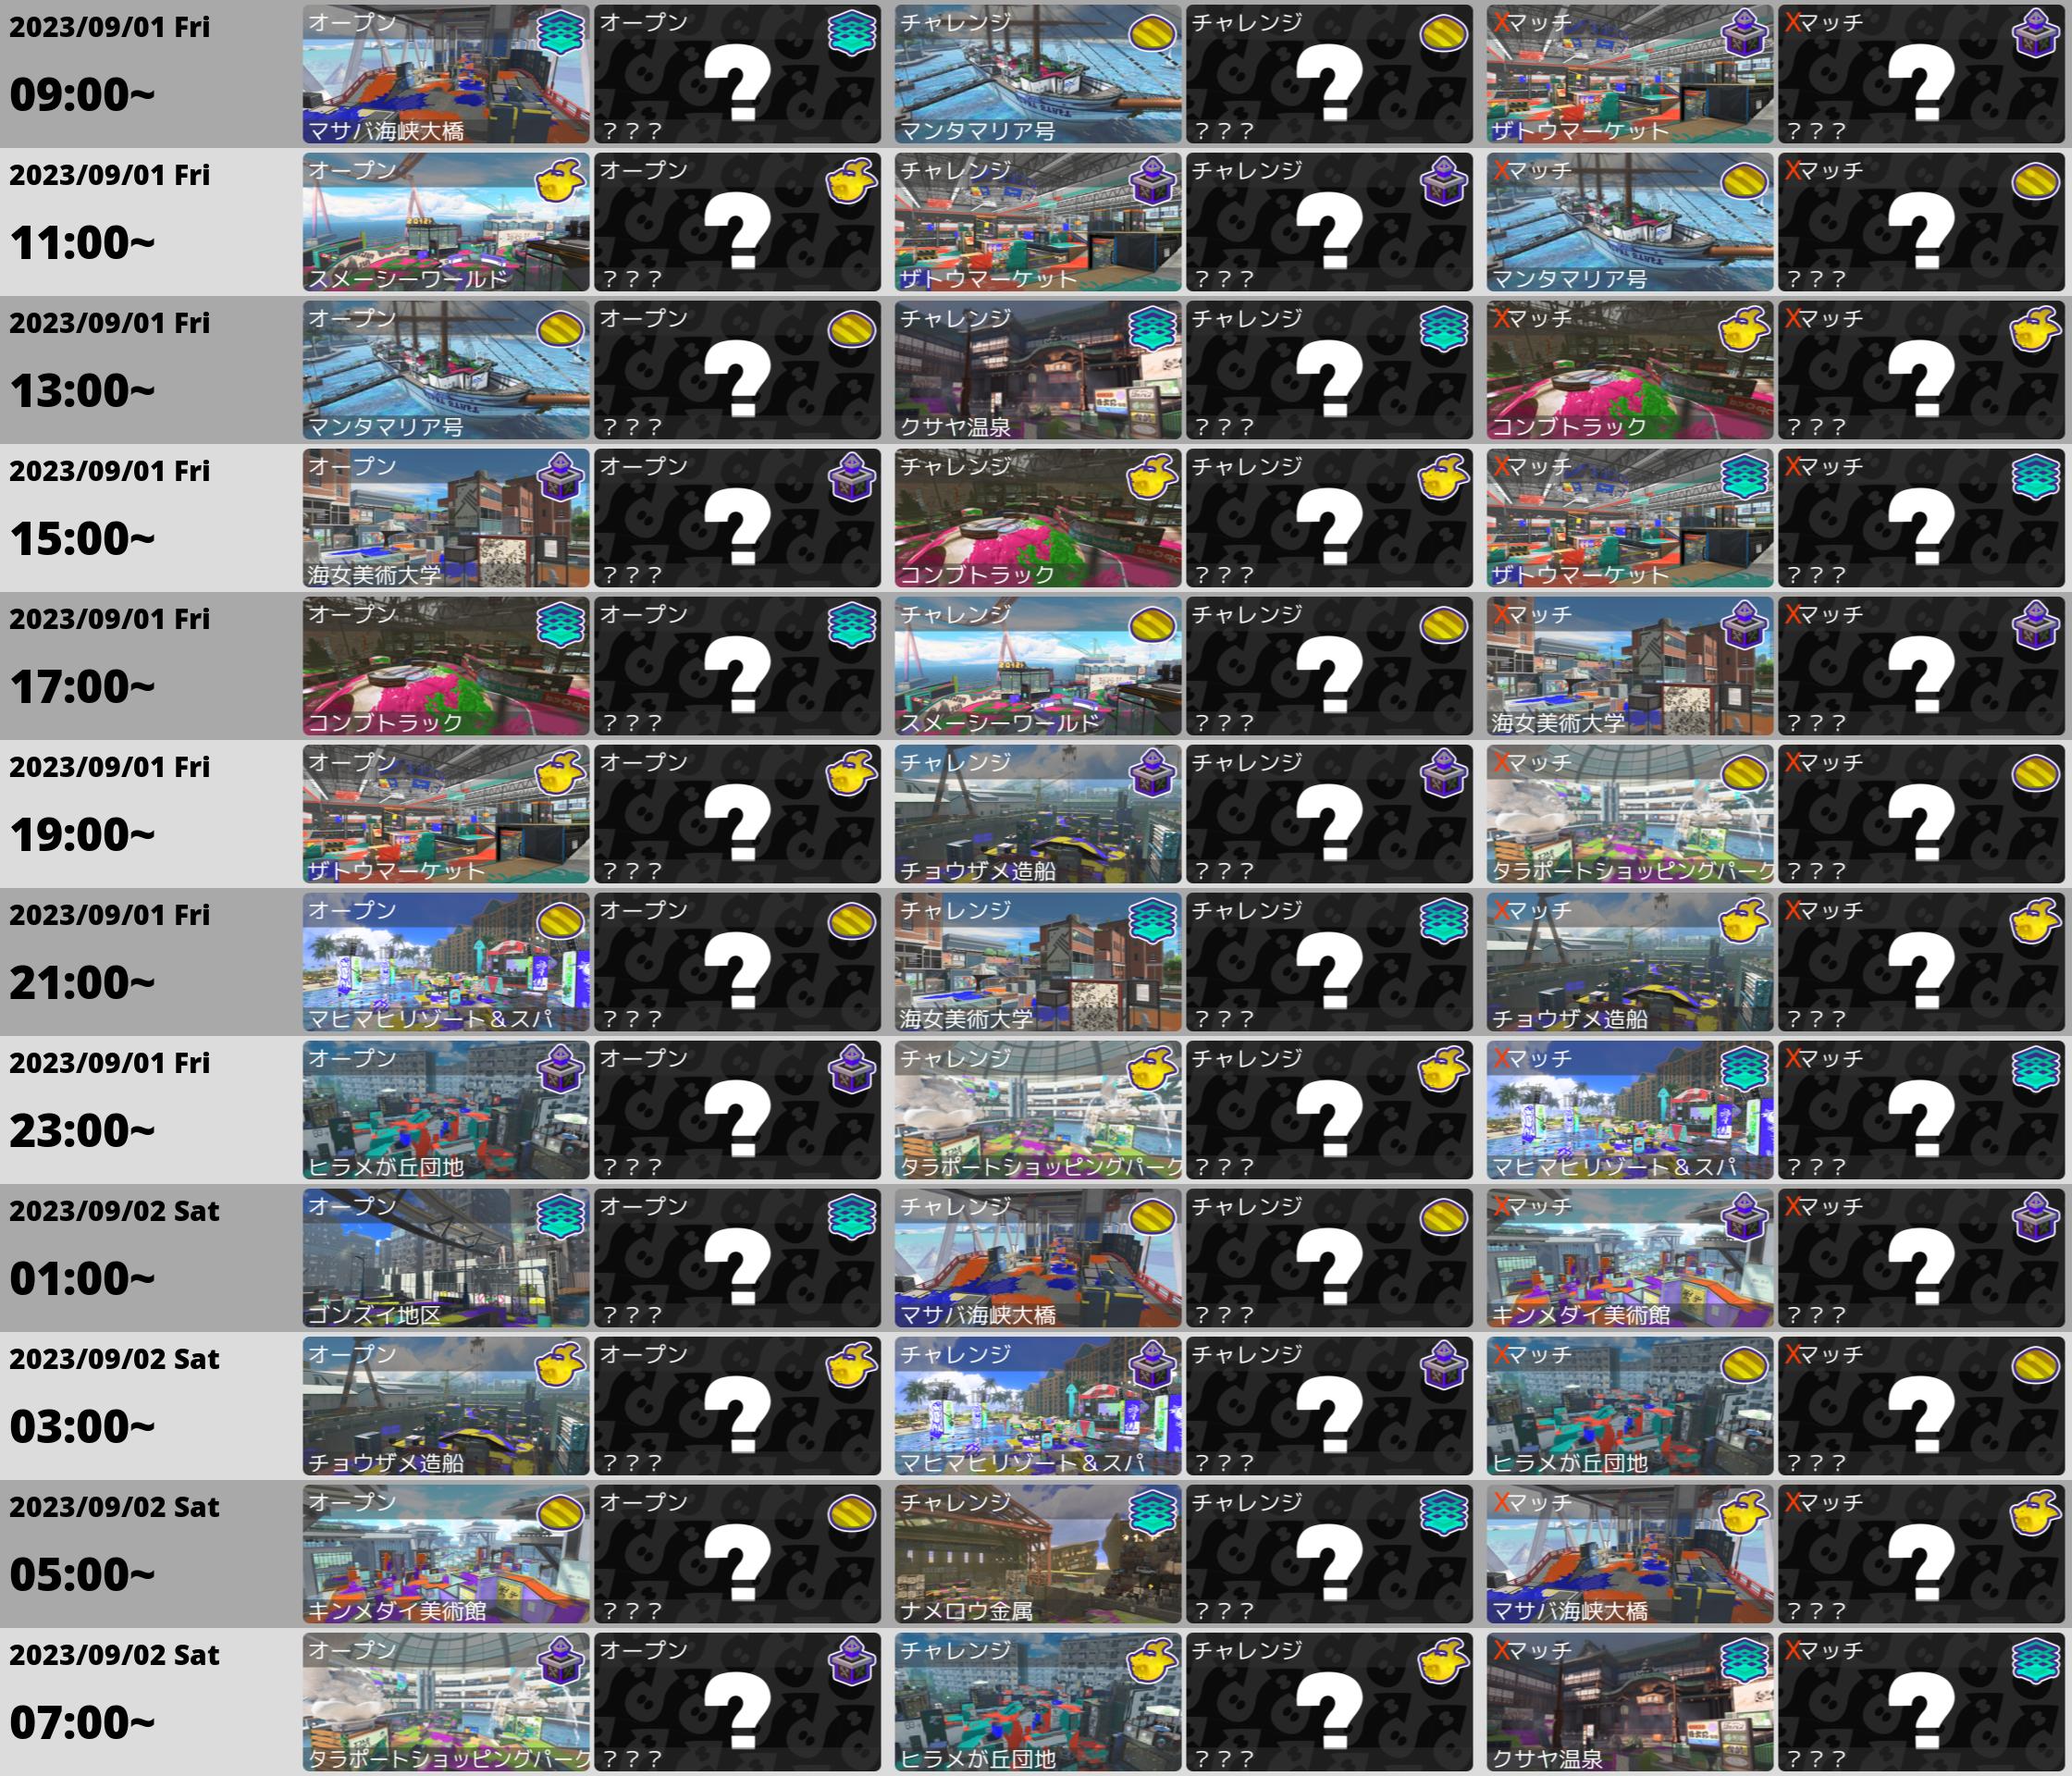 2023/09/01 Fri
09:00~
オープン
マサバ海峡大橋
オープン
？？？
チャレンジ
マンタマリア号
チャレンジ
？？？
Xマッチ
ザトウマーケット
Xマッチ
？？？
2023/09/01 Fri
11:00~
オープン
スメーシーワールド
オープン
？？？
チャレンジ
ザトウマーケット
チャレンジ
？？？
Xマッチ
マンタマリア号
Xマッチ
？？？
2023/09/01 Fri
13:00~
オープン
マンタマリア号
オープン
？？？
チャレンジ
クサヤ温泉
チャレンジ
？？？
Xマッチ
コンブトラック
Xマッチ
？？？
2023/09/01 Fri
15:00~
オープン
海女美術大学
オープン
？？？
チャレンジ
コンブトラック
チャレンジ
？？？
Xマッチ
ザトウマーケット
Xマッチ
？？？
2023/09/01 Fri
17:00~
オープン
コンブトラック
オープン
？？？
チャレンジ
スメーシーワールド
チャレンジ
？？？
Xマッチ
海女美術大学
Xマッチ
？？？
2023/09/01 Fri
19:00~
オープン
ザトウマーケット
オープン
？？？
チャレンジ
チョウザメ造船
チャレンジ
？？？
Xマッチ
タラポートショッピングパーク
Xマッチ
？？？
2023/09/01 Fri
21:00~
オープン
マヒマヒリゾート＆スパ
オープン
？？？
チャレンジ
海女美術大学
チャレンジ
？？？
Xマッチ
チョウザメ造船
Xマッチ
？？？
2023/09/01 Fri
23:00~
オープン
ヒラメが丘団地
オープン
？？？
チャレンジ
タラポートショッピングパーク
チャレンジ
？？？
Xマッチ
マヒマヒリゾート＆スパ
Xマッチ
？？？
2023/09/02 Sat
01:00~
オープン
ゴンズイ地区
オープン
？？？
チャレンジ
マサバ海峡大橋
チャレンジ
？？？
Xマッチ
キンメダイ美術館
Xマッチ
？？？
2023/09/02 Sat
03:00~
オープン
チョウザメ造船
オープン
？？？
チャレンジ
マヒマヒリゾート＆スパ
チャレンジ
？？？
Xマッチ
ヒラメが丘団地
Xマッチ
？？？
2023/09/02 Sat
05:00~
オープン
キンメダイ美術館
オープン
？？？
チャレンジ
ナメロウ金属
チャレンジ
？？？
Xマッチ
マサバ海峡大橋
Xマッチ
？？？
2023/09/02 Sat
07:00~
オープン
タラポートショッピングパーク
オープン
？？？
チャレンジ
ヒラメが丘団地
チャレンジ
？？？
Xマッチ
クサヤ温泉
Xマッチ
？？？